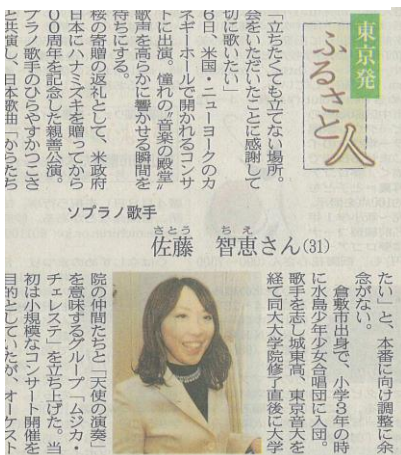 東京発
ふるさと人
「立ちたくても立てない場所。
会をいただいたことに感謝して
切に歌いたい」
6日、米国・ニューヨークのカ
ネギーホールで開かれるコンサ
トに出演。憧れの“音楽の殿堂”
歌声を高らかに響かせる瞬間を
待ちにする。
桜の寄贈の返礼として、米政府
日本にハナミズキを贈ってから
00周年を記念した親善公演。
プラノ歌手のひらやすかつこさ
と共演し、日本歌曲「からたち
ソプラノ歌手
さとう ちえ
佐藤 智恵さん(31)
たい」と、本番に向け調整に余
念がない。
倉敷市出身で、小学3年の時
に水島少年少女合唱団に入団。
歌手を志し城東高、東京音大を
経て同大大学院修了直後に大学
院の仲間たちと「天使の演奏」
を意味するグループ「ムジカ・
チェレステ」を立ち上げた。当
初は小規模なコンサート開催を
目的としていたが、オーケスト